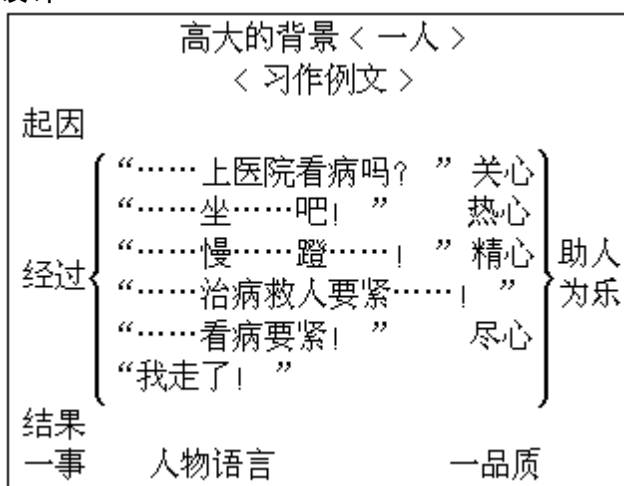 高大的背景＜一人＞
＜习作例文＞
起因
“……上医院看病吗？”关心
“……坐……吧！” 热心
“……慢……蹬……！”精心
经过 “……治病救人要紧……！” 助人为乐
“……看病要紧！” 尽心
“我走了！”
结果
一事 人物语言 一品质